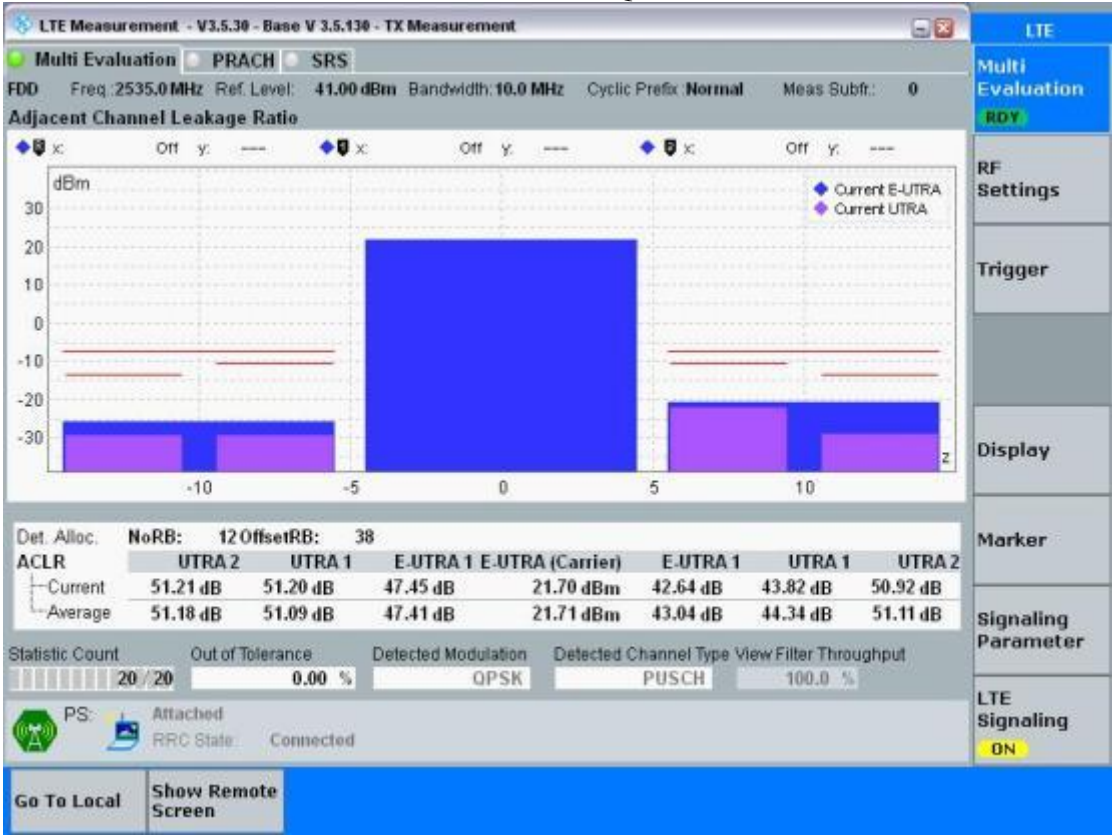 LTE Measurement - V3.5.30 - Base V 3.5.130 - TX Measurement
Multi Evaluation PRACH SRS
FDD Freq.:2535.0 MHz Ref. Level: 41.00 dBm Bandwidth: 10.0 MHz Cyclic Prefix: Normal Meas Subfr.: 0
Adjacent Channel Leakage Ratio
x: Off y: --- x: Off y: --- x: Off y: ---
dBm
Current E-UTRA
Current UTRA
30
20
10
0
-10
-20
-30
z
-10 -5 0 5 10
Det. Alloc. NoRB: 12 OffsetRB: 38
ACLR UTRA 2 UTRA 1 E-UTRA 1 E-UTRA (Carrier) E-UTRA 1 UTRA 1 UTRA 2
Current 51.21 dB 51.20 dB 47.45 dB 21.70 dBm 42.64 dB 43.82 dB 50.92 dB
Average 51.18 dB 51.09 dB 47.41 dB 21.71 dBm 43.04 dB 44.34 dB 51.11 dB
Statistic Count Out of Tolerance Detected Modulation Detected Channel Type View Filter Throughput
20 / 20 0.00 % QPSK PUSCH 100.0 %
PS: Attached
RRC State: Connected
Go To Local
Show Remote
Screen
LTE
Multi
Evaluation
RDY
RF
Settings
Trigger
Display
Marker
Signaling
Parameter
LTE
Signaling
ON